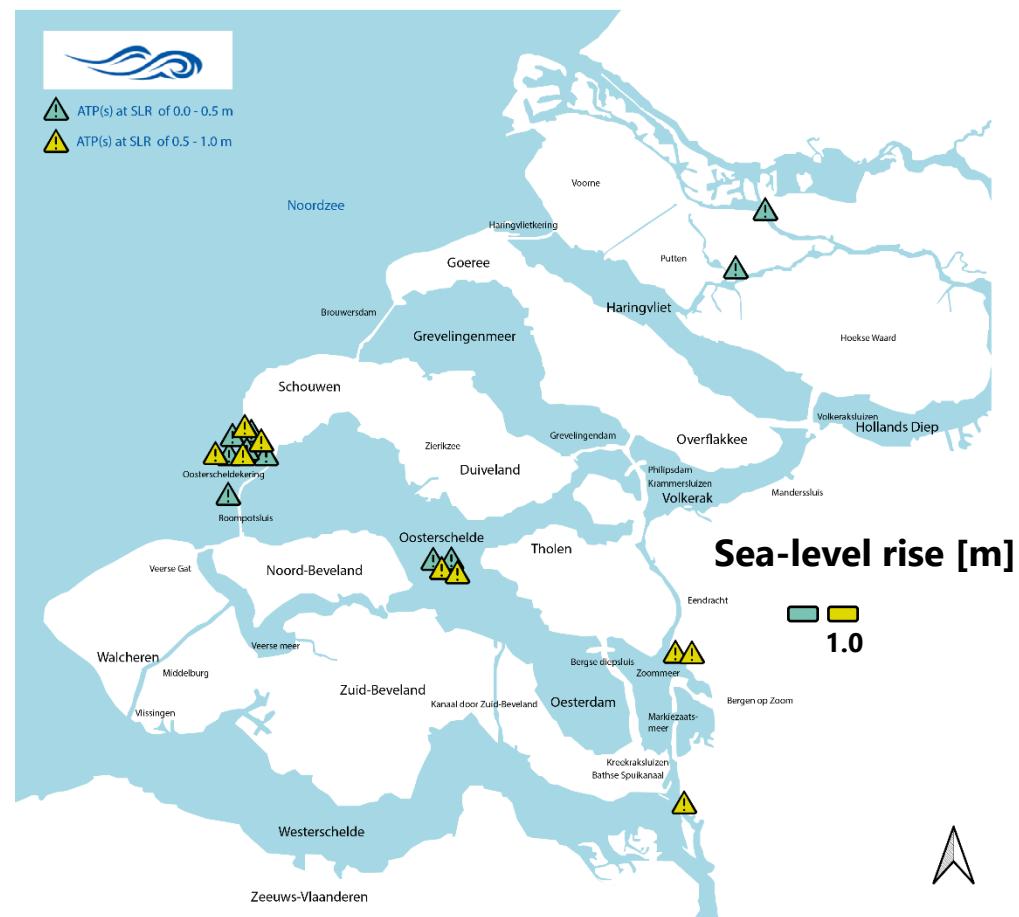 ATP(s) at SLR of 0.0 - 0.5 m
ATP(s) at SLR of 0.5 - 1.0 m
Noordzee
Voorne
Haringvlietkering
Putten
Goeree
Haringvliet
Brouwersdam
Grevelingenmeer
Hoekse Waard
Schouwen
Volkeraksluizen
Hollands Diep
Grevelingendam
Overflakkee
Zierikzee
Duiveland
Philipsdam
Krammersluizen
Volkerak
Manderssluis
Oosterscheldekering
Roompotsluis
Oosterschelde
Tholen
Sea-level rise [m]
1.0
Veerse Gat
Noord-Beveland
Eendracht
Veerse meer
Walcheren
Middelburg
Bergse diepsluis
Zoommeer
Zuid-Beveland
Kanaal door Zuid-Beveland
Oesterdam
Bergen op Zoom
Vlissingen
Markiezaats-
meer
Kreekraksluizen
Bathse Spuikanaal
Westerschelde
Zeeuws-Vlaanderen